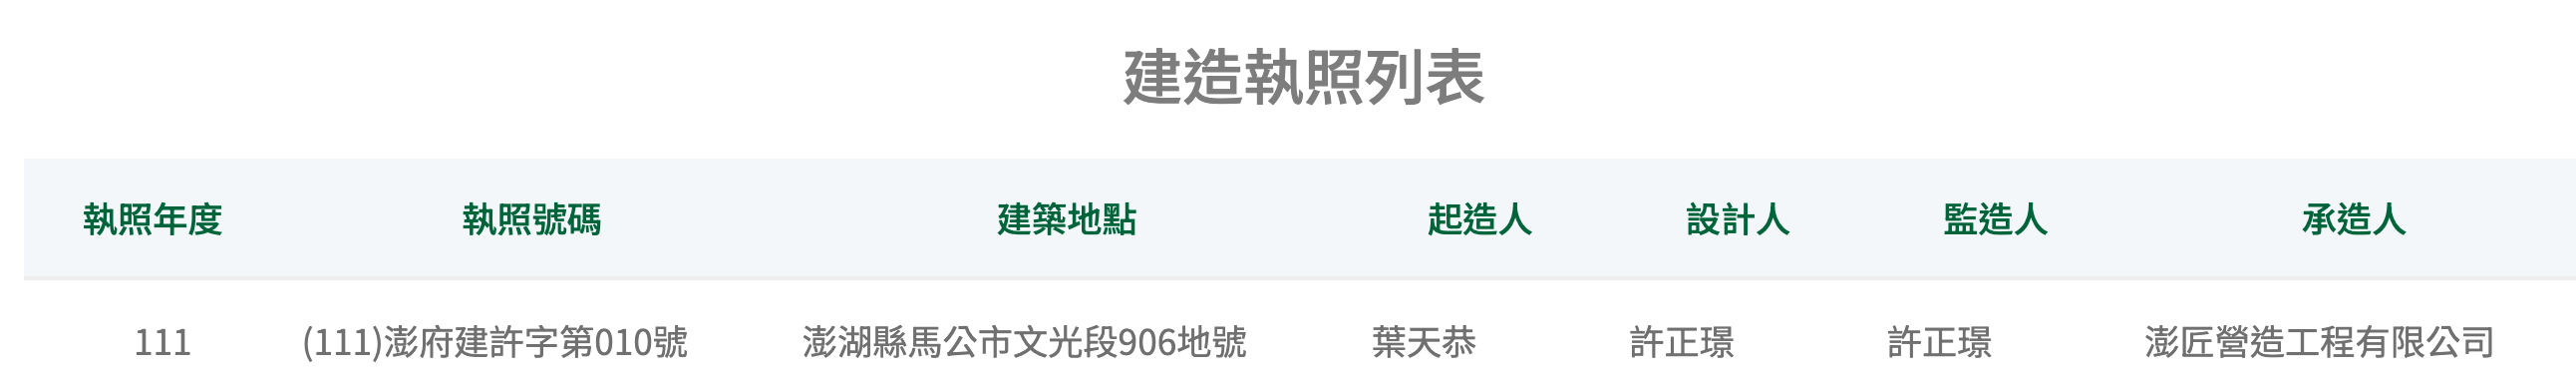 建造執照列表
執照年度 執照號碼 建築地點 起造人 設計人 監造人 承造人
111 (111)澎府建許字第010號 澎湖縣馬公市文光段906地號 葉天恭 許正璟 許正璟 澎匠營造工程有限公司